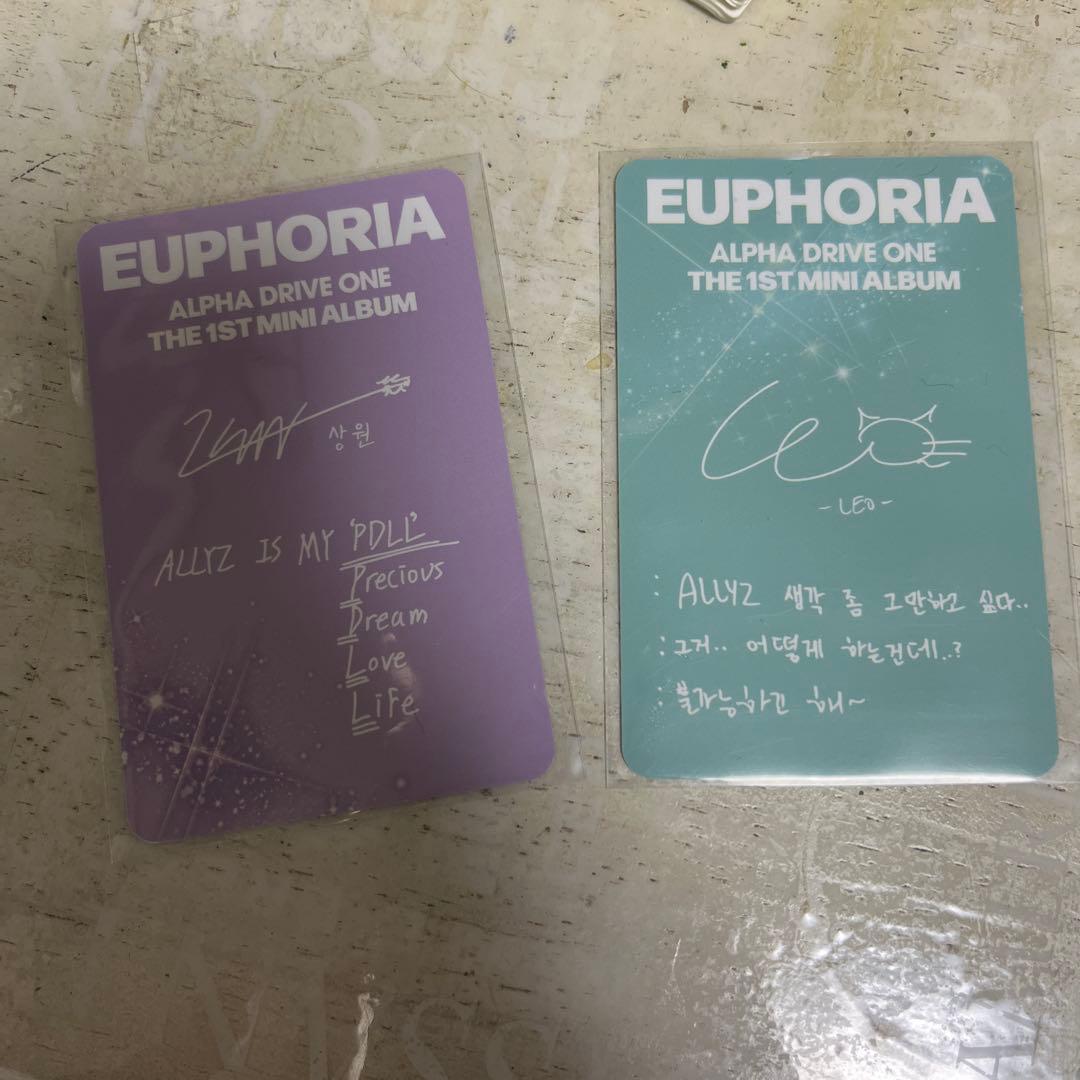 EUPHORIA
ALPHA DRIVE ONE
THE 1ST MINI ALBUM
상원
ALLYZ IS MY 'PDLL'
Precious
Dream
Love
Life
EUPHORIA
ALPHA DRIVE ONE
THE 1ST MINI ALBUM
Leo
- LEO -
: ALLYZ 생각 좀 그만하고 싶다..
: 그거.. 어떻게 하는건데..?
: 불가능하긴 해~